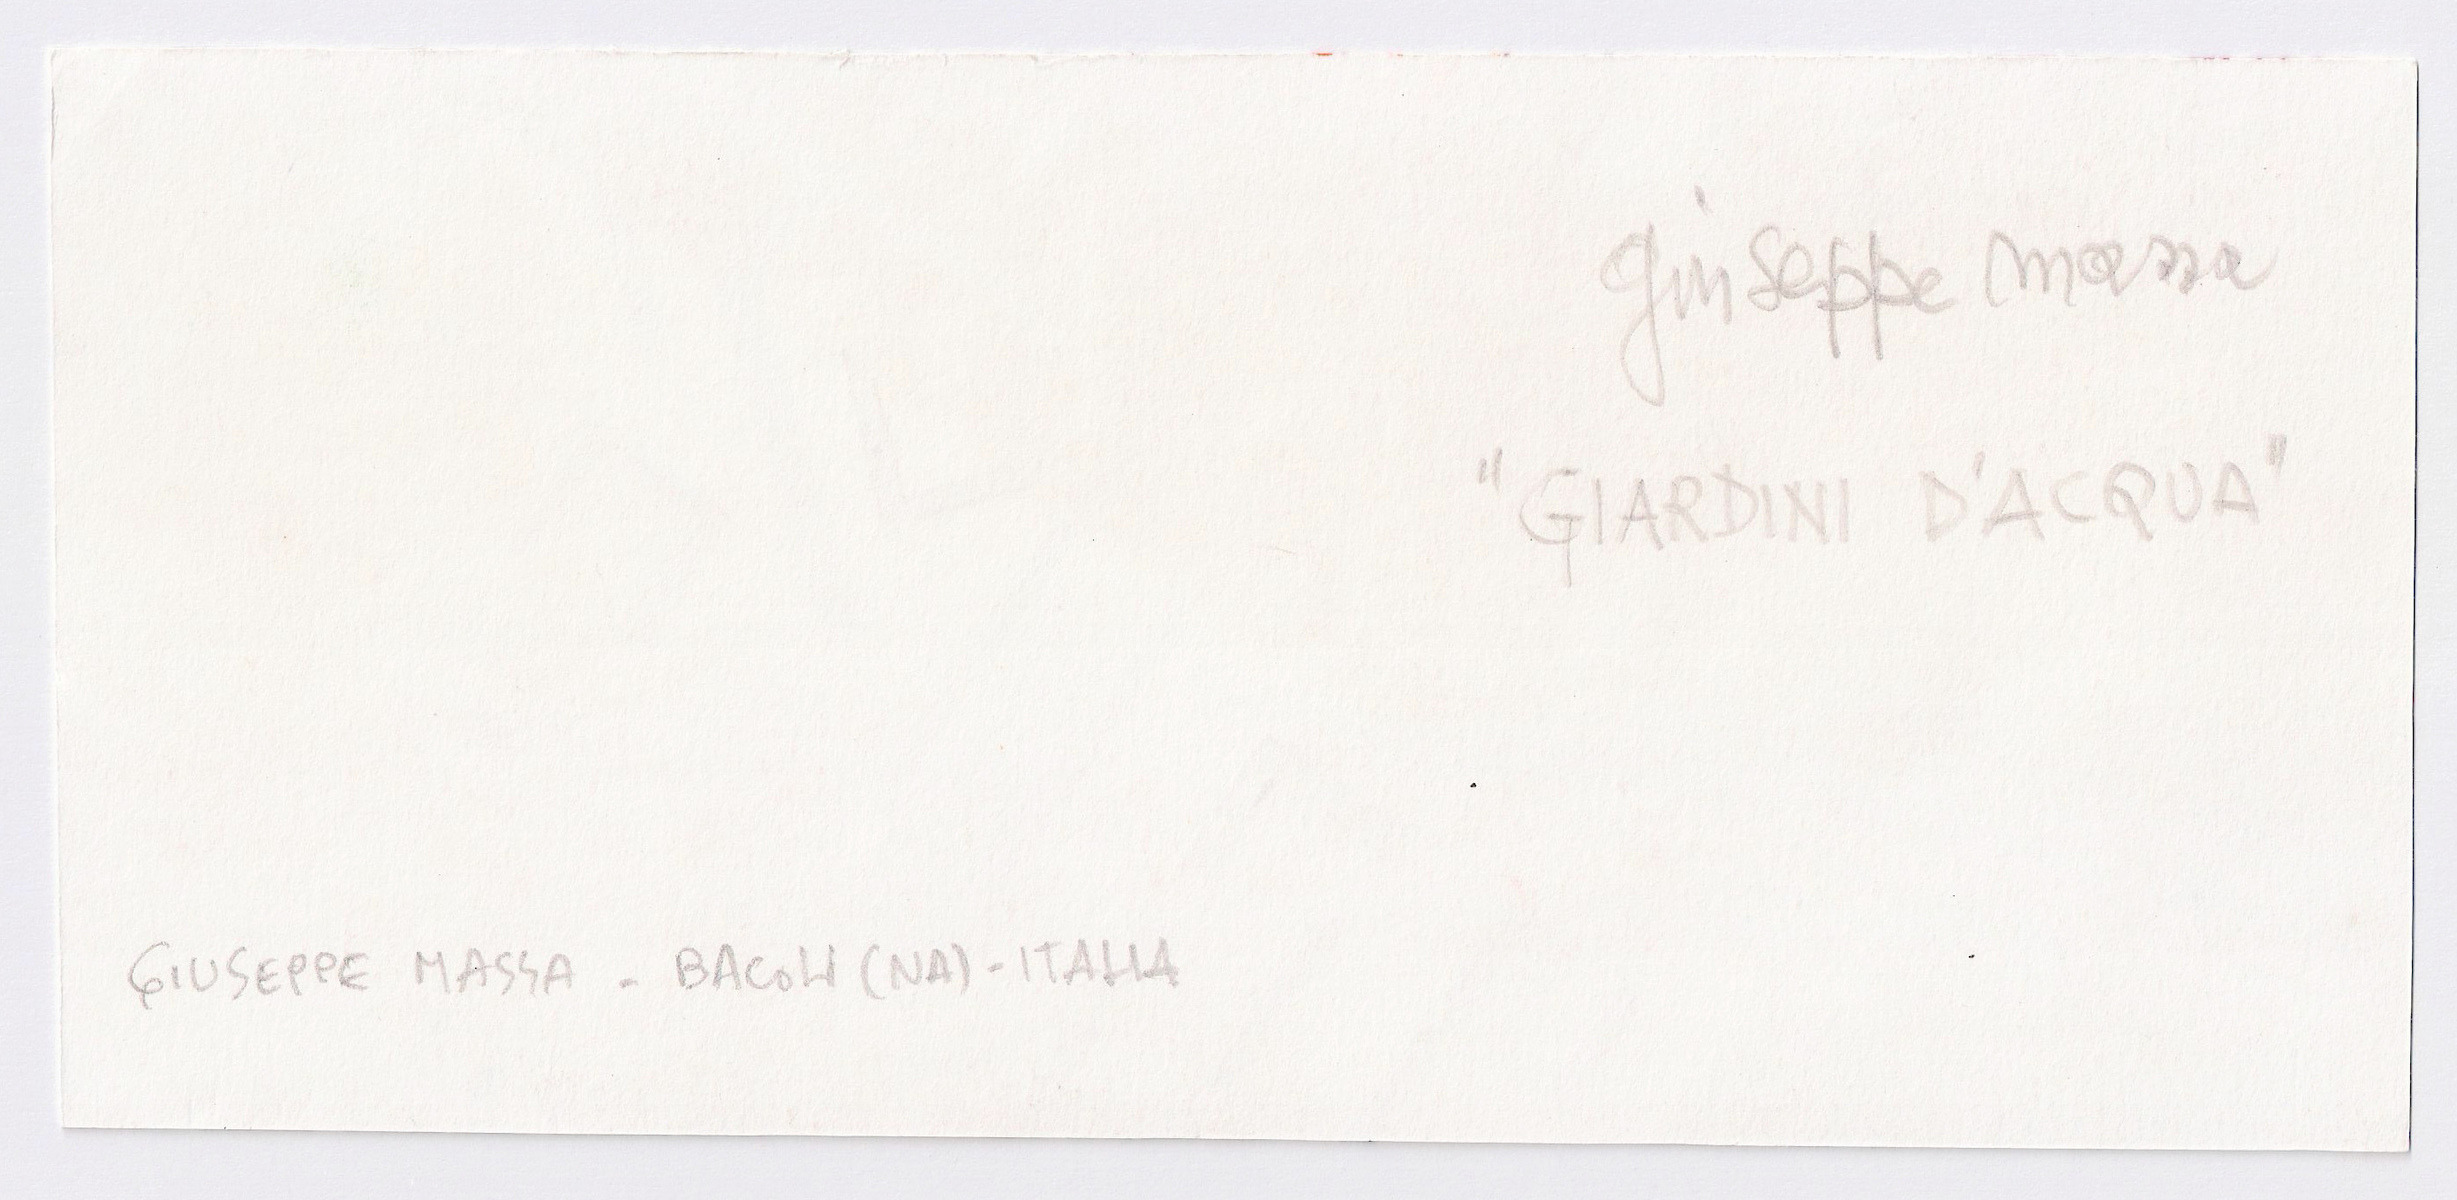 giuseppe massa
"GIARDINI D'ACQUA"
GIUSEPPE MASSA - BACOLI (NA) - ITALIA